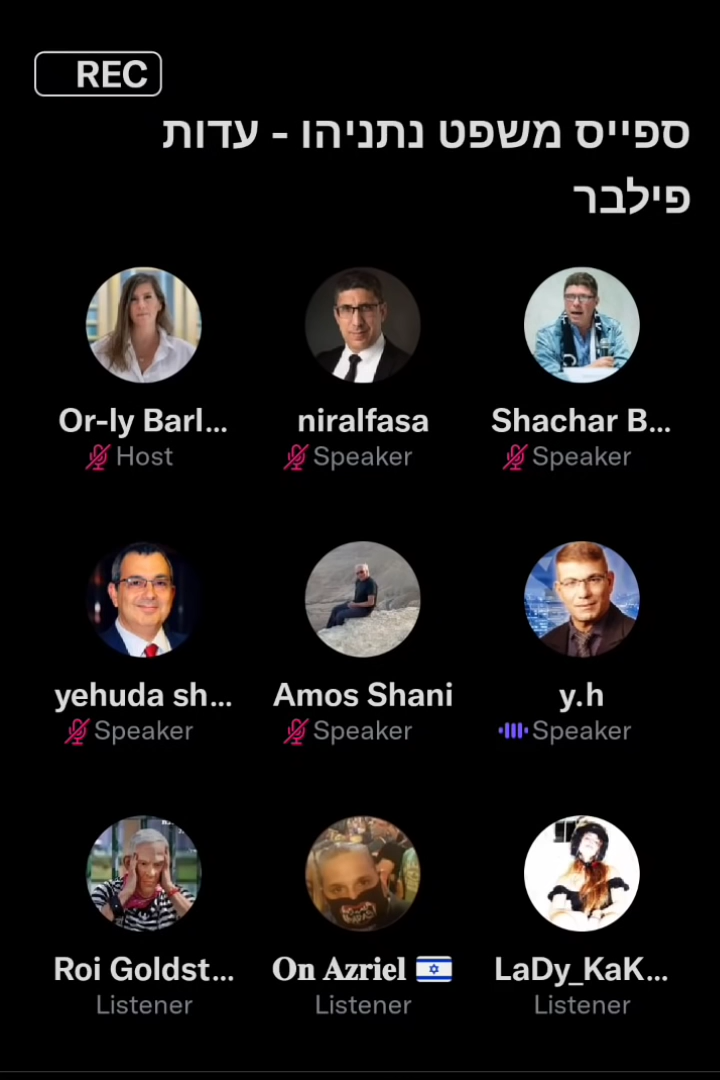 REC
ספייס משפט נתניהו - עדות
פילבר
Or-ly Barl... niralfasa Shachar B...
Host Speaker Speaker
yehuda sh... Amos Shani y.h
Speaker Speaker Speaker
Roi Goldst... On Azriel 🇮🇱 LaDy_KaK...
Listener Listener Listener